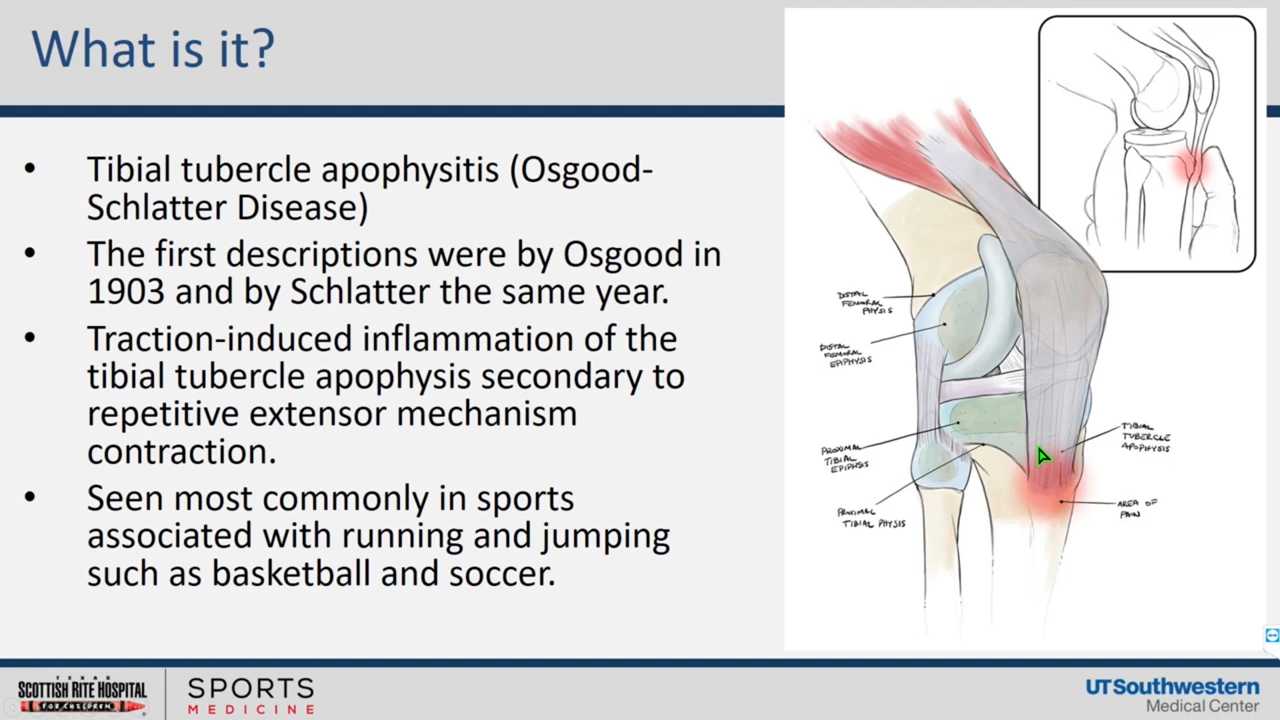 What is it?
• Tibial tubercle apophysitis (Osgood-
Schlatter Disease)
• The first descriptions were by Osgood in
1903 and by Schlatter the same year.
• Traction-induced inflammation of the
tibial tubercle apophysis secondary to
repetitive extensor mechanism
contraction.
• Seen most commonly in sports
associated with running and jumping
such as basketball and soccer.
DISTAL
FEMORAL
PHYSIS
DISTAL
FEMORAL
EPIPHYSIS
PROXIMAL
TIBIAL
EPIPHSIS
PROXIMAL
TIBIAL PHYSIS
TIBIAL
TUBERCLE
APOPHYSIS
AREA OF
PAIN
TEXAS
SCOTTISH RITE HOSPITAL
FOR CHILDREN
SPORTS
MEDICINE
UTSouthwestern
Medical Center